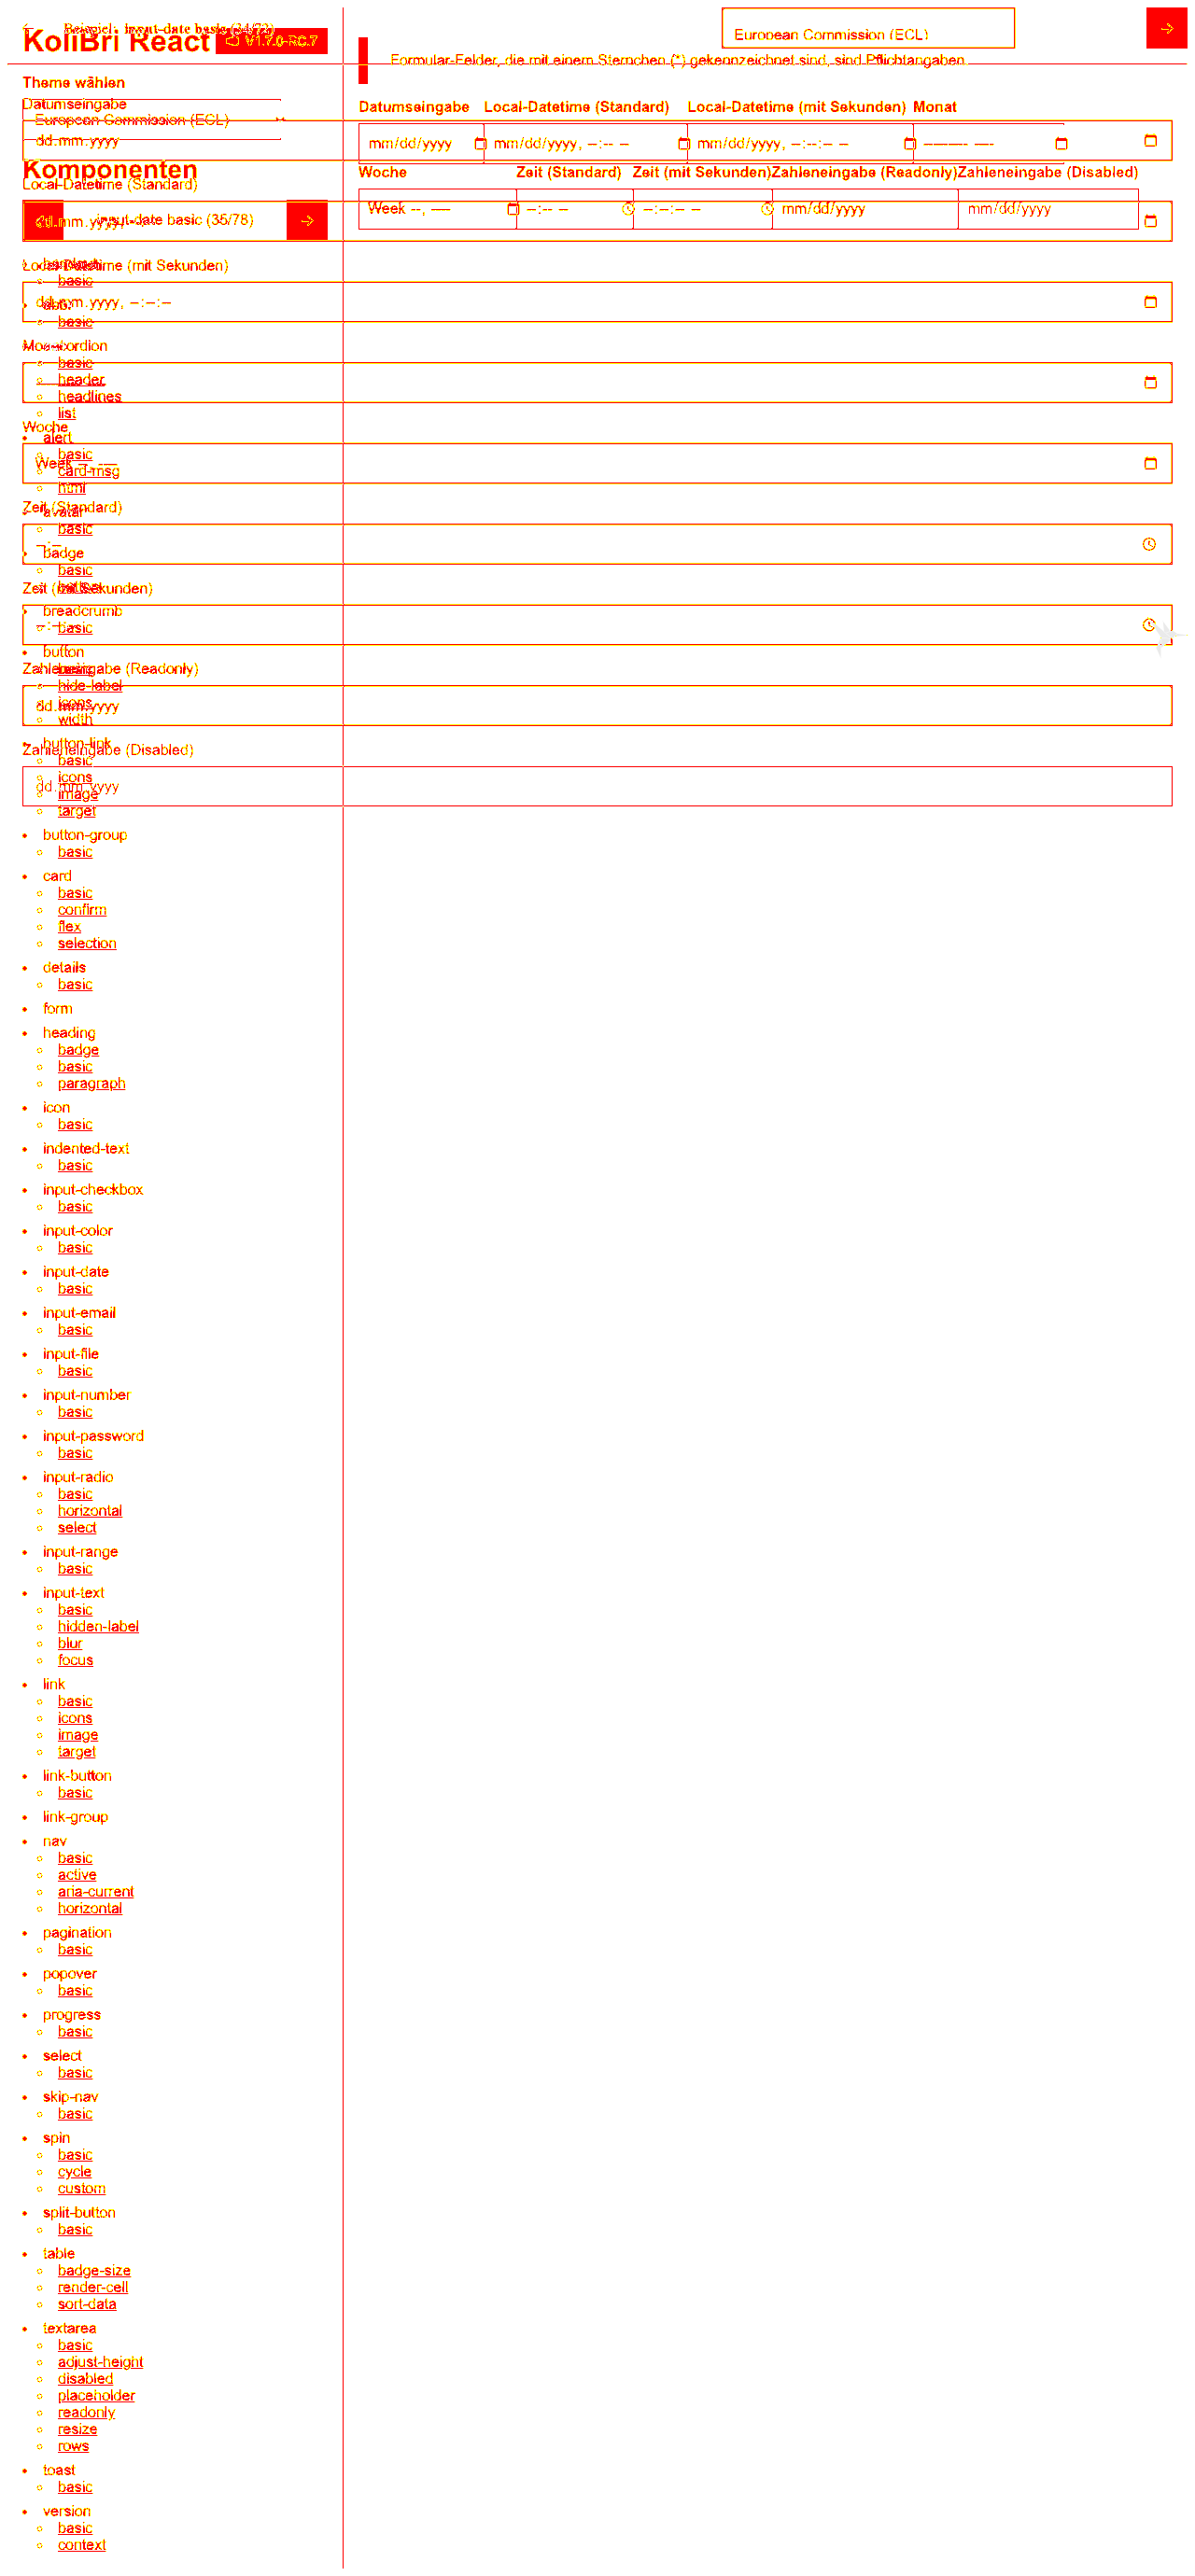 Beispiel: Input-date basic (34/72)
KoliBri React V1.7.0-RC.7
European Commission (ECL)
Formular-Felder, die mit einem Sternchen (*) gekennzeichnet sind, sind Pflichtangaben
Theme wählen
Datumseingabe
European Commission (ECL)
dd.mm.yyyy
Datumseingabe Local-Datetime (Standard) Local-Datetime (mit Sekunden) Monat
mm/dd/yyyy mm/dd/yyyy, --:-- -- mm/dd/yyyy, --:--:-- -- --------- ----
Komponenten
Local-Datetime (Standard)
Woche Zeit (Standard) Zeit (mit Sekunden) Zahleneingabe (Readonly) Zahleneingabe (Disabled)
Week --, ---- --:-- -- --:--:-- -- mm/dd/yyyy mm/dd/yyyy
input-date basic (35/78)
dd.mm.yyyy
Local-Datetime (mit Sekunden)
basic
dd.mm.yyyy, --:--:--
abbr
basic
accordion
basic
header
headlines
list
Woche
alert
basic
Week --, ----
card-msg
html
Zeit (Standard)
avatar
basic
badge
basic
Zeit (mit Sekunden)
breadcrumb
basic
button
Zahleneingabe (Readonly)
basic
hide-label
icons
dd.mm.yyyy
width
button-link
Zahleneingabe (Disabled)
basic
icons
dd.mm.yyyy
image
target
button-group
basic
card
basic
confirm
flex
selection
details
basic
form
heading
badge
basic
paragraph
icon
basic
indented-text
basic
input-checkbox
basic
input-color
basic
input-date
basic
input-email
basic
input-file
basic
input-number
basic
input-password
basic
input-radio
basic
horizontal
select
input-range
basic
input-text
basic
hidden-label
blur
focus
link
basic
icons
image
target
link-button
basic
link-group
nav
basic
active
aria-current
horizontal
pagination
basic
popover
basic
progress
basic
select
basic
skip-nav
basic
spin
basic
cycle
custom
split-button
basic
table
badge-size
render-cell
sort-data
textarea
basic
adjust-height
disabled
placeholder
readonly
resize
rows
toast
basic
version
basic
context